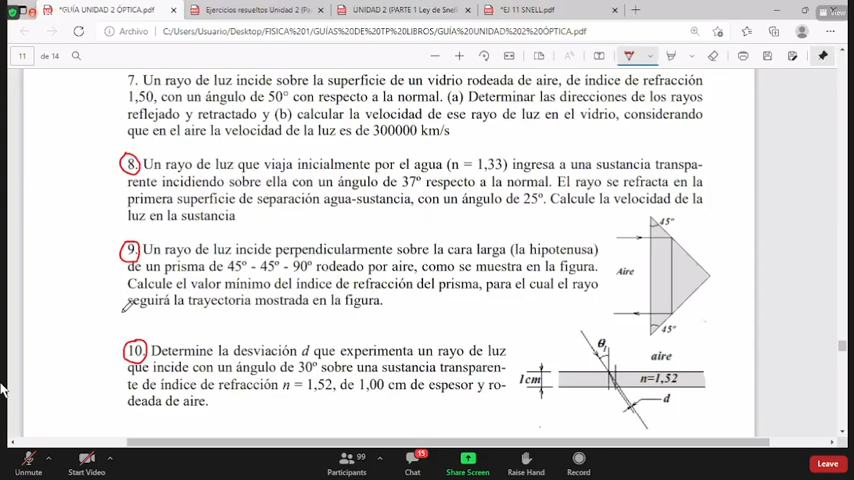 *GUÍA UNIDAD 2 ÓPTICA.pdf
Ejercicios resueltos Unidad 2 (P
UNIDAD 2 (PARTE 1 Ley de Snell
*EJ 11 SNELL.pdf
View
Archivo
C:/Users/Usuario/Desktop/FISICA%201/GUÍAS%20DE%20TP%20LIBROS/GUÍA%20UNIDAD%202%20ÓPTICA.pdf
11 de 14
7. Un rayo de luz incide sobre la superficie de un vidrio rodeada de aire, de índice de refracción
1,50, con un ángulo de 50° con respecto a la normal. (a) Determinar las direcciones de los rayos
reflejado y retractado y (b) calcular la velocidad de ese rayo de luz en el vidrio, considerando
que en el aire la velocidad de la luz es de 300000 km/s
8. Un rayo de luz que viaja inicialmente por el agua (n = 1,33) ingresa a una sustancia transpa-
rente incidiendo sobre ella con un ángulo de 37º respecto a la normal. El rayo se refracta en la
primera superficie de separación agua-sustancia, con un ángulo de 25º. Calcule la velocidad de la
luz en la sustancia
9. Un rayo de luz incide perpendicularmente sobre la cara larga (la hipotenusa)
de un prisma de 45º - 45º - 90º rodeado por aire, como se muestra en la figura.
Calcule el valor mínimo del índice de refracción del prisma, para el cual el rayo
seguirá la trayectoria mostrada en la figura.
45º
Aire
45º
10. Determine la desviación d que experimenta un rayo de luz
que incide con un ángulo de 30º sobre una sustancia transparen-
te de índice de refracción n = 1,52, de 1,00 cm de espesor y ro-
deada de aire.
θi
aire
1cm
n=1,52
d
Unmute
Start Video
99
Participants
15
Chat
Share Screen
Raise Hand
Record
Leave